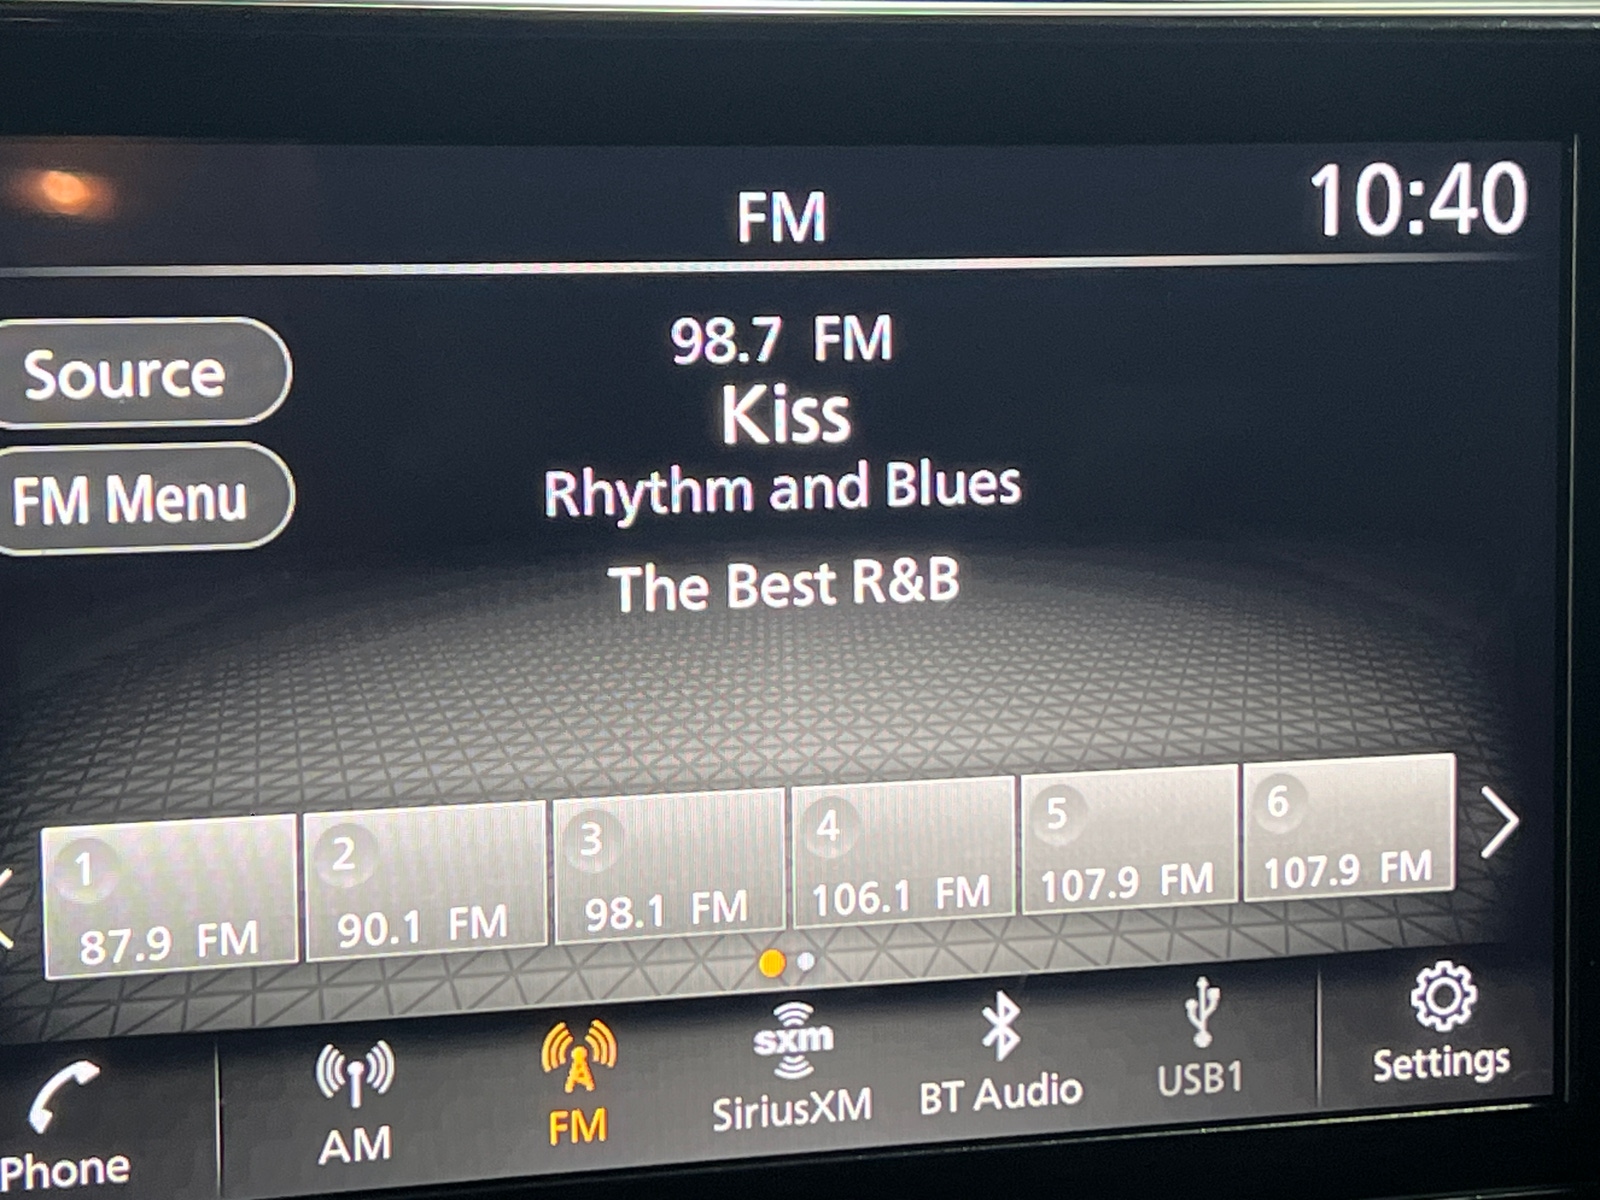 FM
10:40
98.7 FM
Kiss
Rhythm and Blues
The Best R&B
Source
FM Menu
1
87.9 FM
2
90.1 FM
3
98.1 FM
4
106.1 FM
5
107.9 FM
6
107.9 FM
Phone
AM
FM
sxm
SiriusXM
BT Audio
USB1
Settings